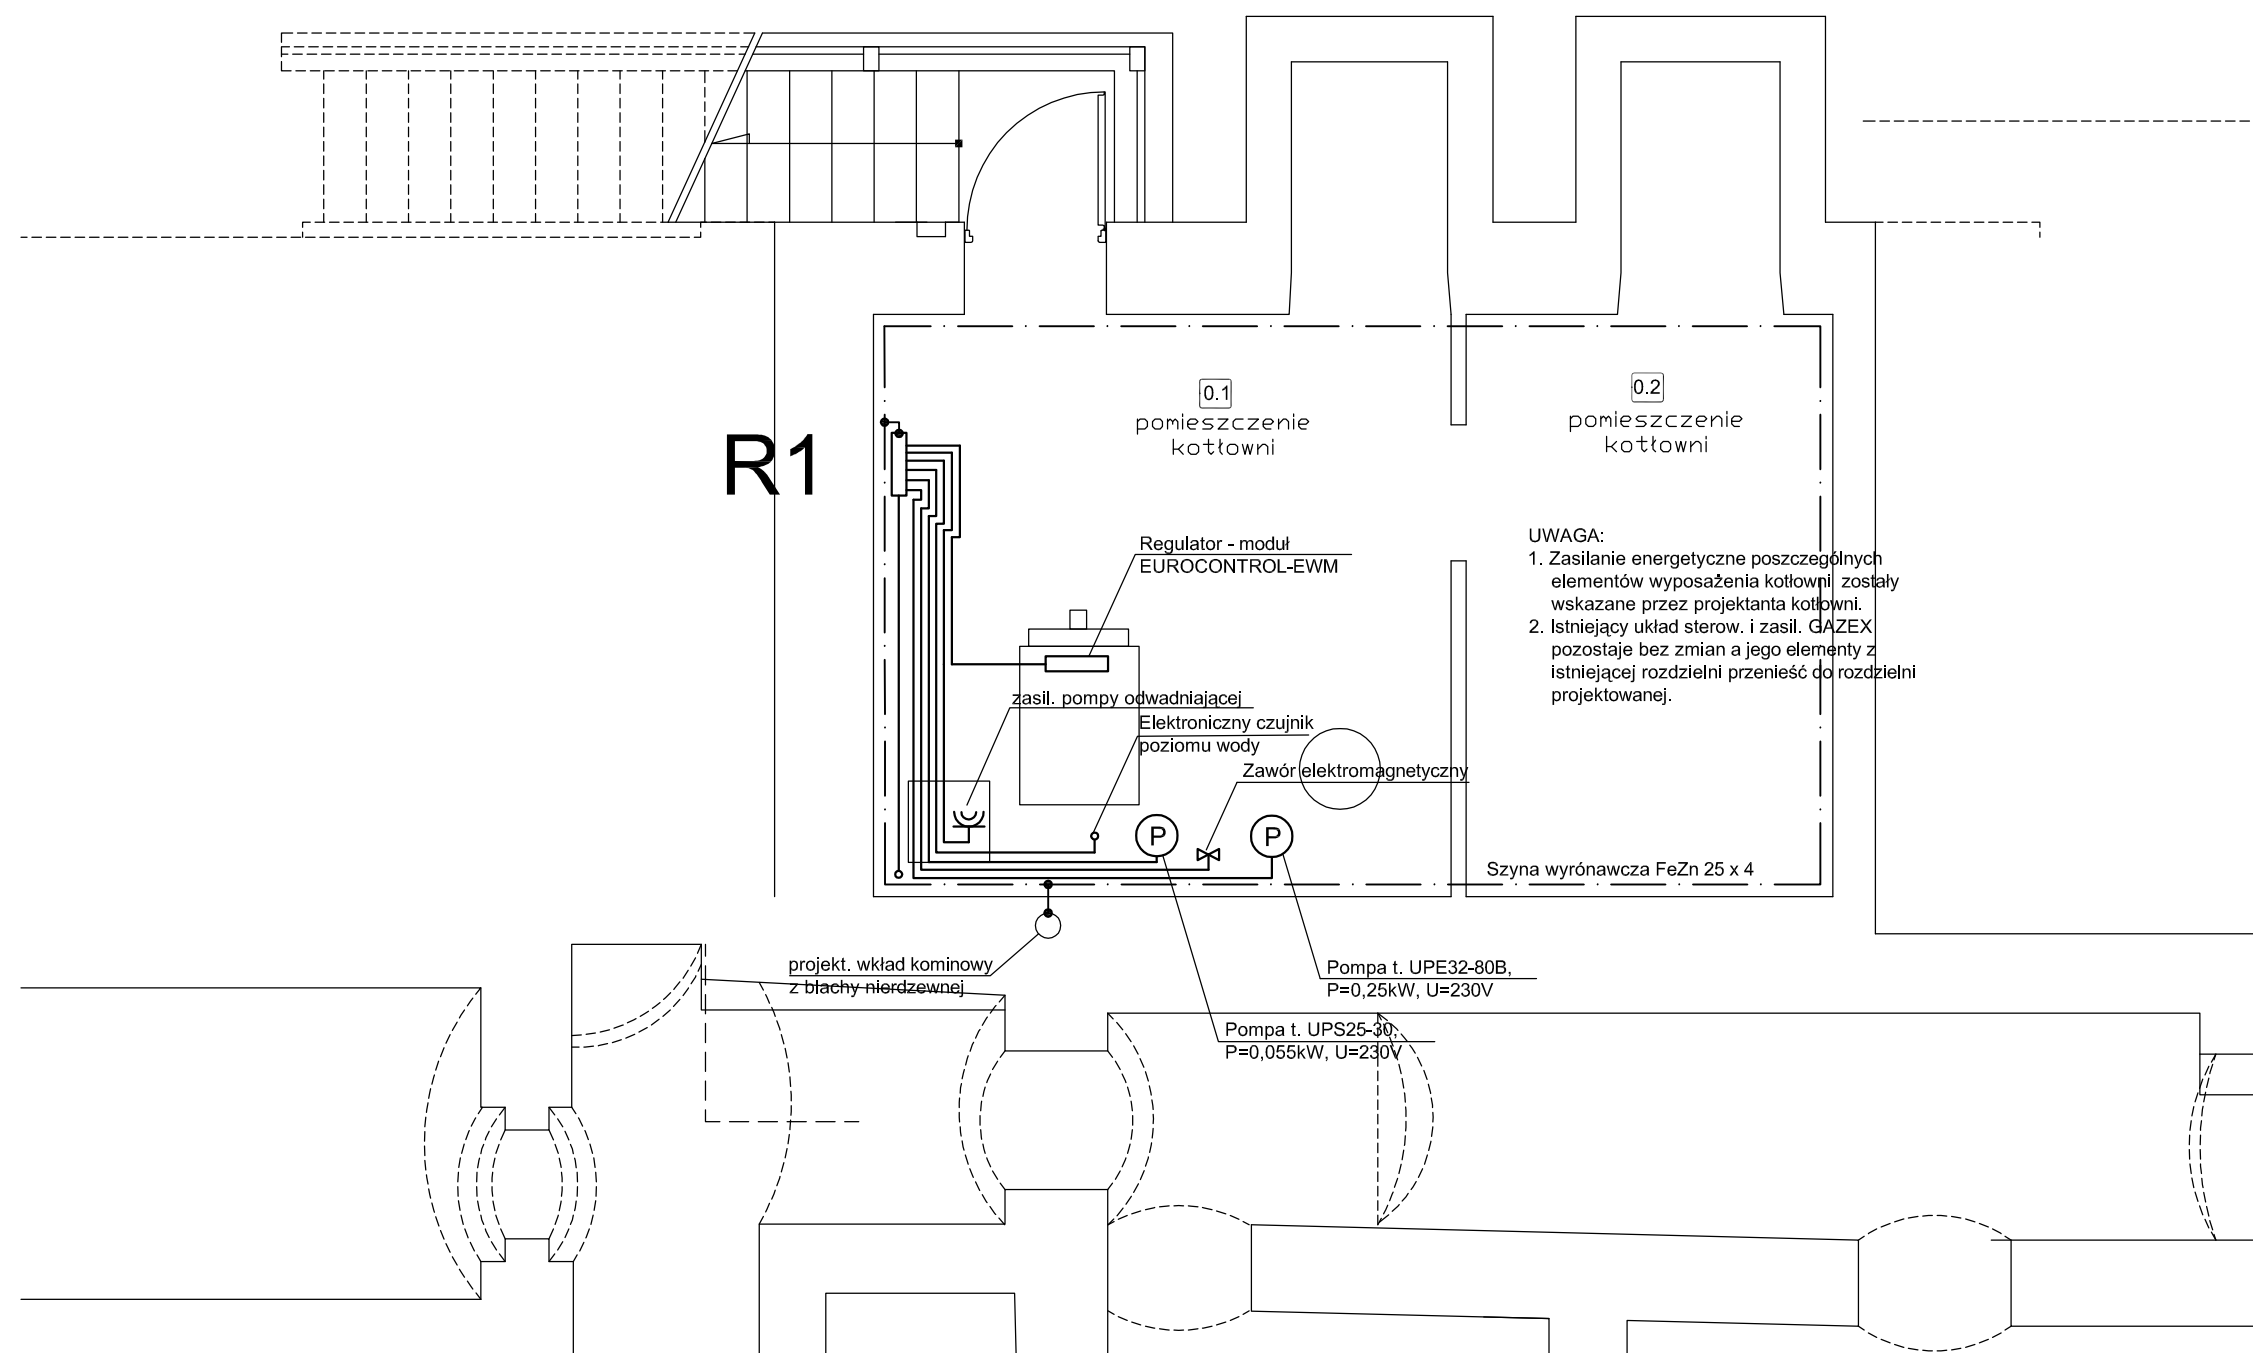 0.1
pomieszczenie
kotłowni
0.2
pomieszczenie
kotłowni
R1
UWAGA:
1. Zasilanie energetyczne poszczególnych
elementów wyposażenia kotłowni zostały
wskazane przez projektanta kotłowni.
2. Istniejący układ sterow. i zasil. GAZEX
pozostaje bez zmian a jego elementy z
istniejącej rozdzielni przenieść do rozdzielni
projektowanej.
Regulator - moduł
EUROCONTROL-EWM
zasil. pompy odwadniającej
Elektroniczny czujnik
poziomu wody
Zawór elektromagnetyczny
P
P
Szyna wyrónawcza FeZn 25 x 4
projekt. wkład kominowy
z blachy nierdzewnej
Pompa t. UPE32-80B,
P=0,25kW, U=230V
Pompa t. UPS25-30,
P=0,055kW, U=230V